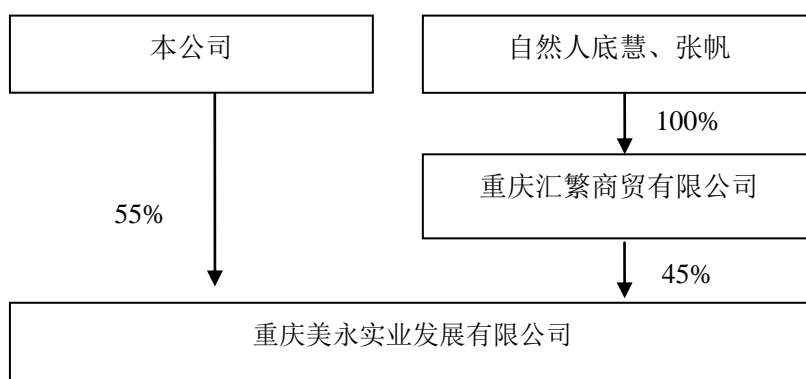 本公司
自然人底慧、张帆
100%
重庆汇繁商贸有限公司
55%
45%
重庆美永实业发展有限公司